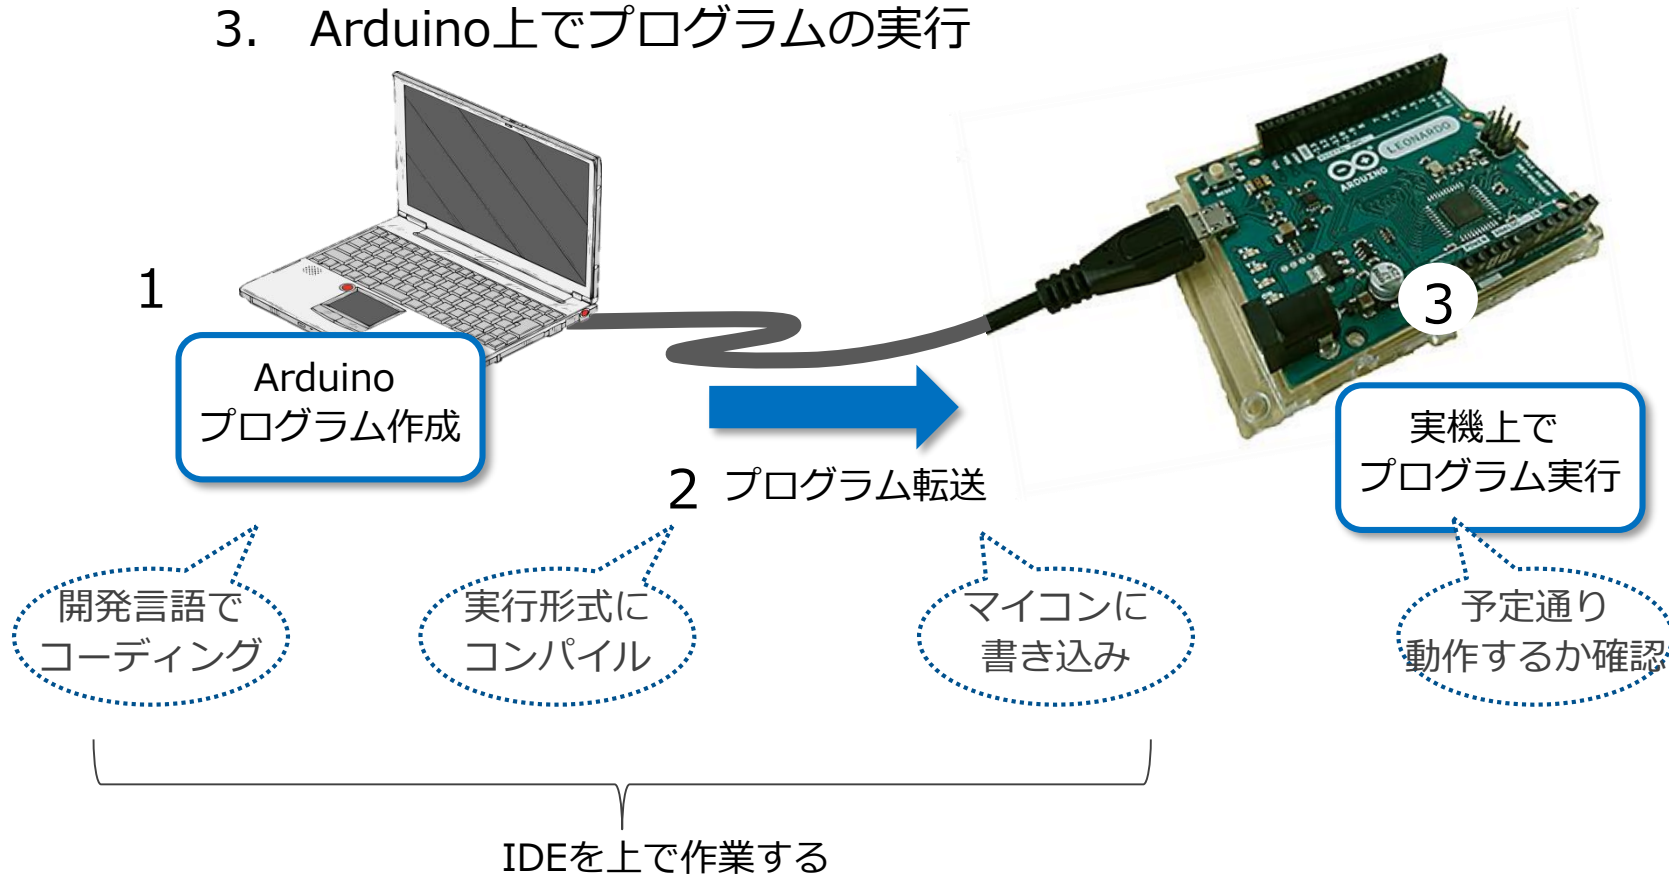 3. Arduino上でプログラムの実行
ARDUINO
LEONARDO
1
Arduino
プログラム作成
2 プログラム転送
3
実機上で
プログラム実行
開発言語で
コーディング
実行形式に
コンパイル
マイコンに
書き込み
予定通り
動作するか確認
IDEを上で作業する